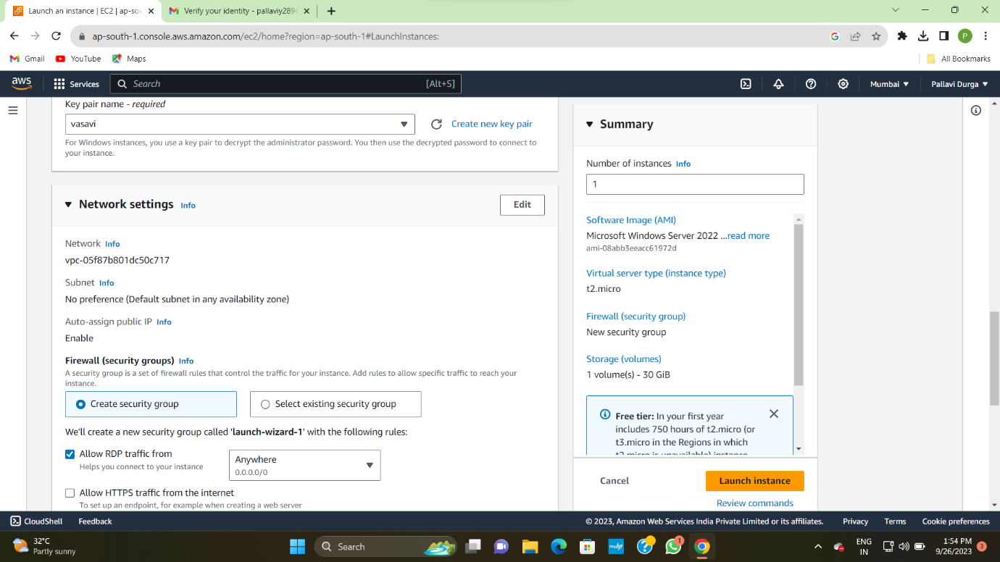 Launch an instance | EC2 | ap-sou
Verify your identity - pallaviy289
ap-south-1.console.aws.amazon.com/ec2/home?region=ap-south-1#LaunchInstances:
P
Gmail
YouTube
Maps
All Bookmarks
aws
Services
Search
[Alt+S]
Mumbai
Pallavi Durga
Key pair name - required
vasavi
Create new key pair
For Windows instances, you use a key pair to decrypt the administrator password. You then use the decrypted password to connect to
your instance.
Network settings Info
Edit
Network Info
vpc-05f87b801dc50c717
Subnet Info
No preference (Default subnet in any availability zone)
Auto-assign public IP Info
Enable
Firewall (security groups) Info
A security group is a set of firewall rules that control the traffic for your instance. Add rules to allow specific traffic to reach your
instance.
Create security group
Select existing security group
We'll create a new security group called 'launch-wizard-1' with the following rules:
Allow RDP traffic from
Helps you connect to your instance
Anywhere
0.0.0.0/0
Allow HTTPS traffic from the internet
To set up an endpoint, for example when creating a web server
Summary
Number of instances Info
1
Software Image (AMI)
Microsoft Windows Server 2022 ...read more
ami-08abb3eeacc61972d
Virtual server type (instance type)
t2.micro
Firewall (security group)
New security group
Storage (volumes)
1 volume(s) - 30 GiB
Free tier: In your first year
includes 750 hours of t2.micro (or
t3.micro in the Regions in which
t2.micro is unavailable) instance
Cancel
Launch instance
Review commands
CloudShell
Feedback
© 2023, Amazon Web Services India Private Limited or its affiliates.
Privacy
Terms
Cookie preferences
32°C
Partly sunny
Search
myhp
1
ENG
IN
1:54 PM
9/26/2023
3